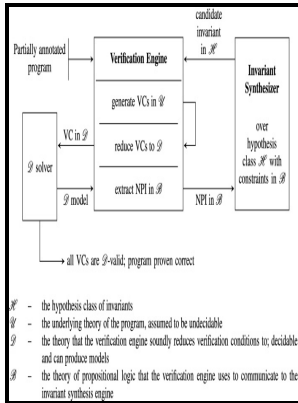 candidate
invariant
in ℋ
Partially annotated
program
Verification Engine
Invariant
Synthesizer
generate VCs in 𝒰
VC in 𝒟
reduce VCs to 𝒟
over
hypothesis
class ℋ with
constraints in ℬ
𝒟 solver
𝒟 model
extract NPI in ℬ
NPI in ℬ
all VCs are 𝒟-valid; program proven correct
ℋ – the hypothesis class of invariants
𝒰 – the underlying theory of the program, assumed to be undecidable
𝒟 – the theory that the verification engine soundly reduces verification conditions to; decidable
and can produce models
ℬ – the theory of propositional logic that the verification engine uses to communicate to the
invariant synthesis engine